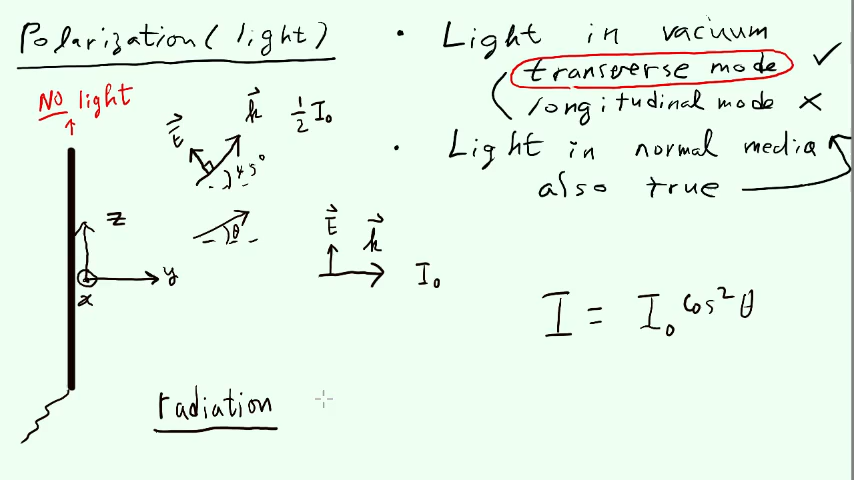 Polarization (light)
NO light
E k 1/2 I₀
45°
z
θ
y
x
E k
I₀
radiation
• Light in vacuum
transverse mode ✓
longitudinal mode ✗
• Light in normal media
also true
I = I₀ cos² θ